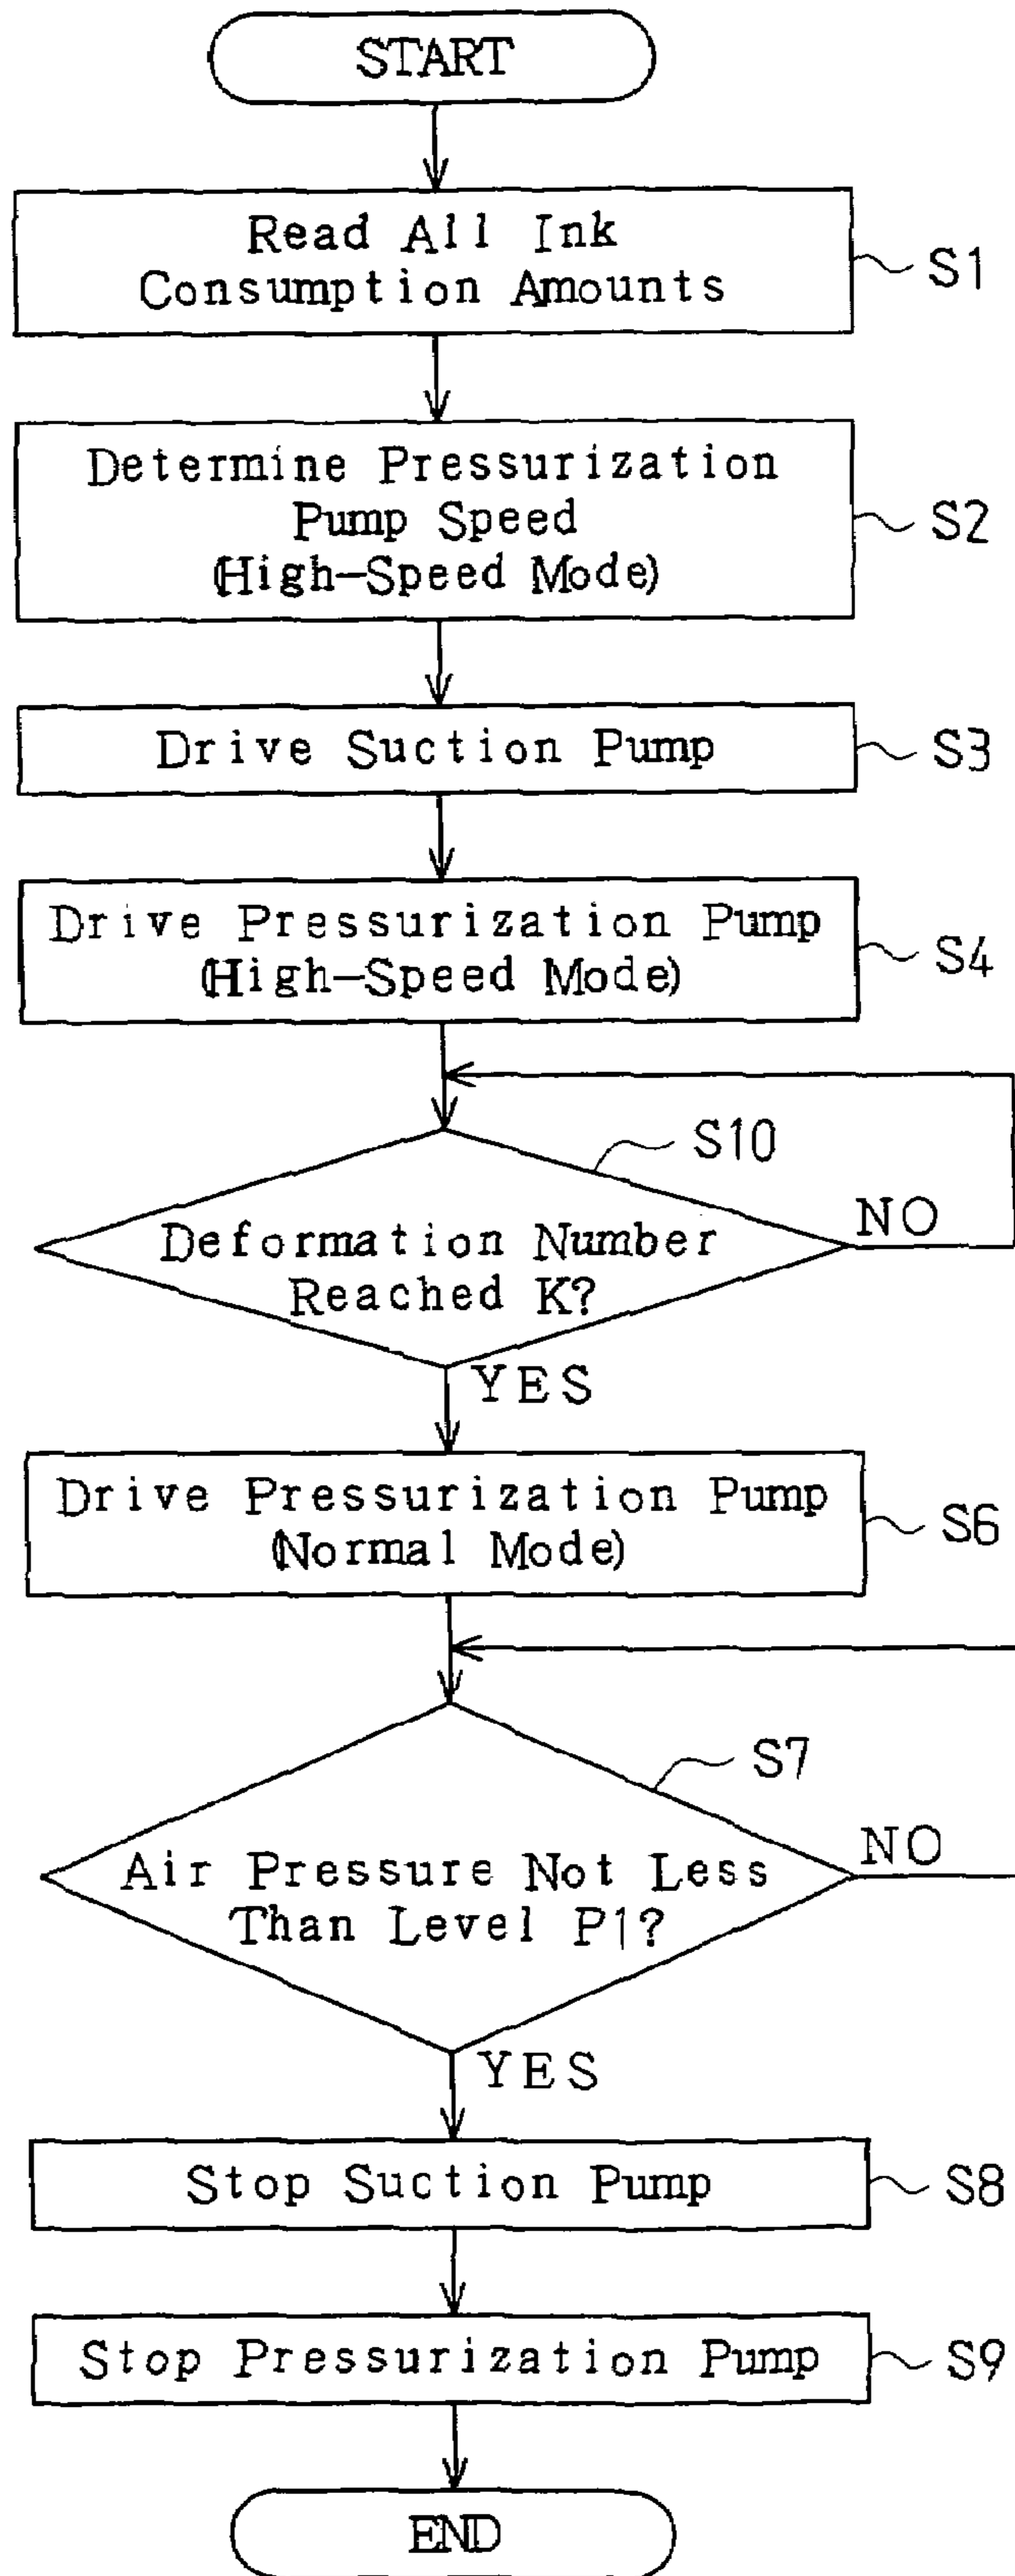 START
Read All Ink
Consumption Amounts
S1
Determine Pressurization
Pump Speed
(High-Speed Mode)
S2
Drive Suction Pump
S3
Drive Pressurization Pump
(High-Speed Mode)
S4
S10
Deformation Number
Reached K?
NO
YES
Drive Pressurization Pump
(Normal Mode)
S6
S7
Air Pressure Not Less
Than Level P1?
NO
YES
Stop Suction Pump
S8
Stop Pressurization Pump
S9
END